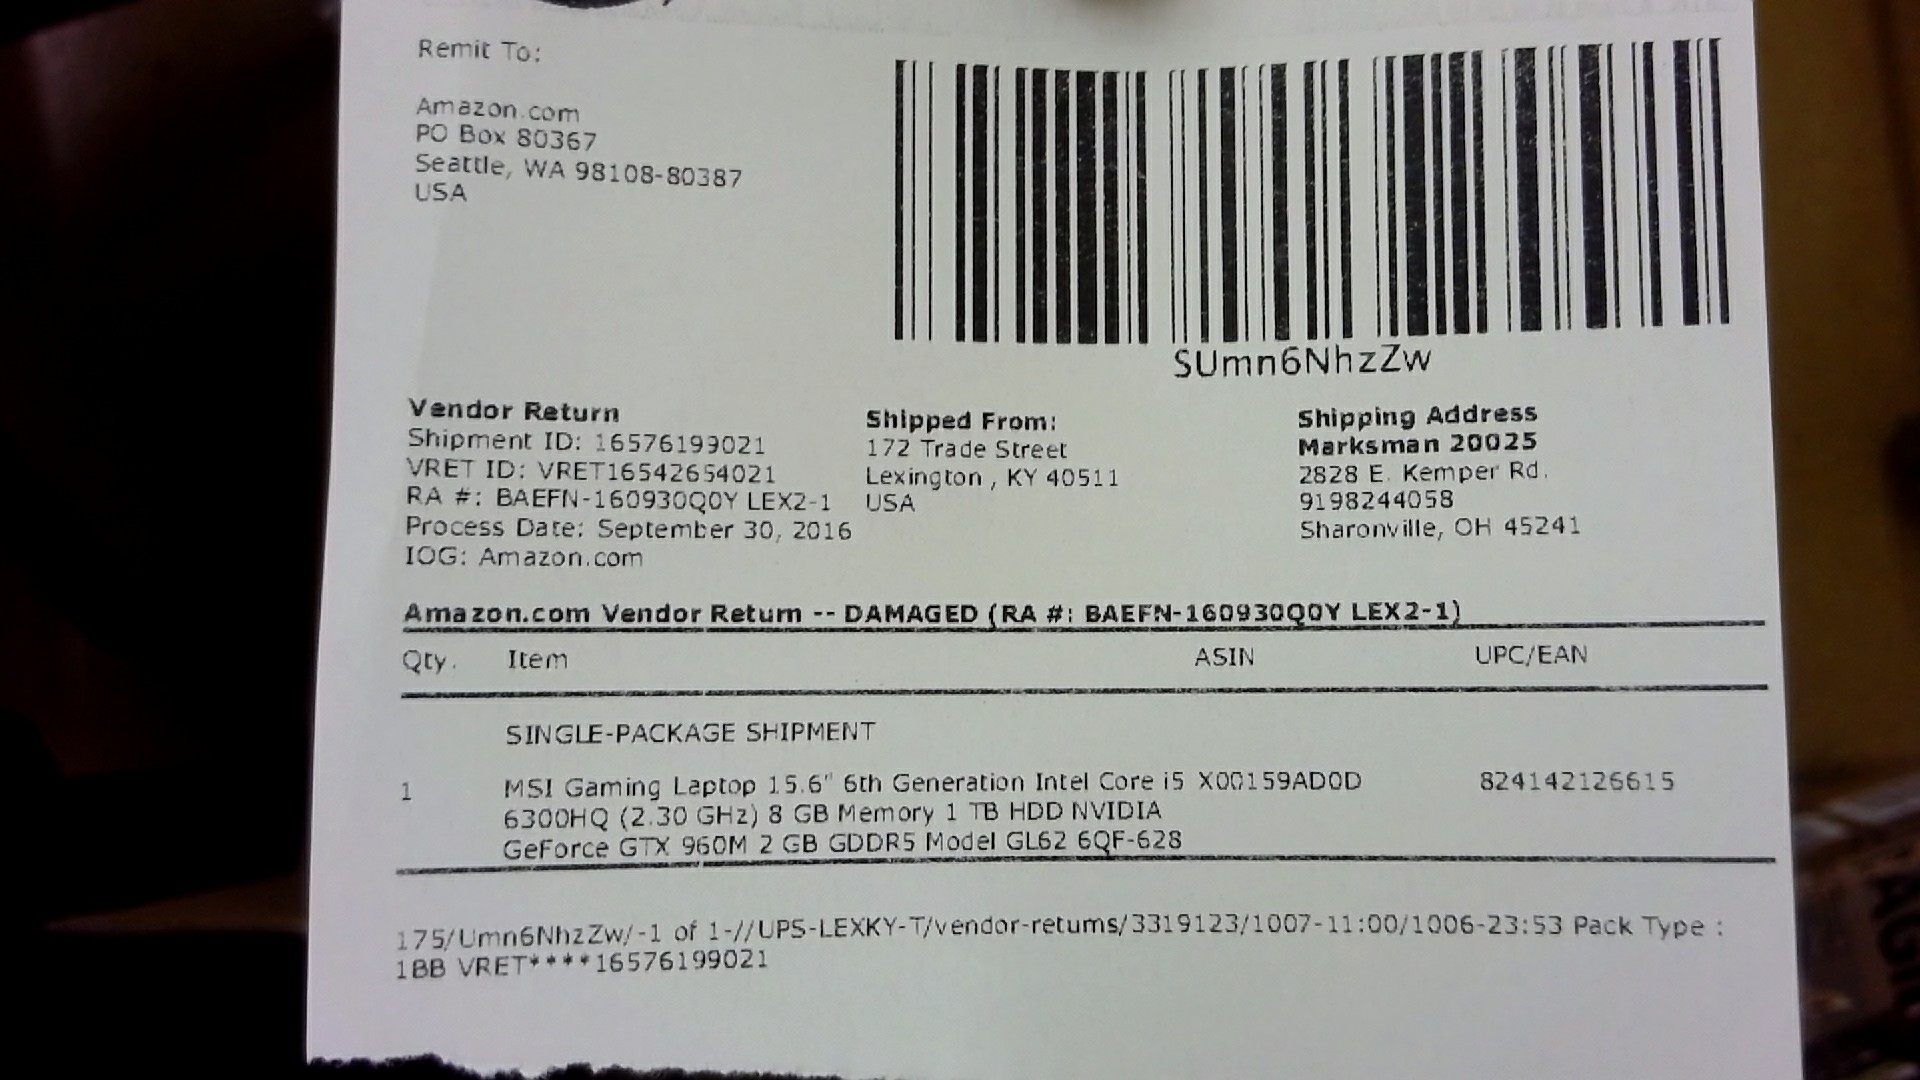 Remit To:
Amazon.com
PO Box 80367
Seattle, WA 98108-80387
USA
SUmn6NhzZw
Vendor Return
Shipment ID: 16576199021
VRET ID: VRET16542654021
RA #: BAEFN-160930Q0Y LEX2-1
Process Date: September 30, 2016
IOG: Amazon.com
Shipped From:
172 Trade Street
Lexington , KY 40511
USA
Shipping Address
Marksman 20025
2828 E. Kemper Rd.
9198244058
Sharonville, OH 45241
Amazon.com Vendor Return -- DAMAGED (RA #: BAEFN-160930Q0Y LEX2-1)
Qty. Item ASIN UPC/EAN
SINGLE-PACKAGE SHIPMENT
1 MSI Gaming Laptop 15.6" 6th Generation Intel Core i5 X00159AD0D 824142126615
6300HQ (2.30 GHz) 8 GB Memory 1 TB HDD NVIDIA
GeForce GTX 960M 2 GB GDDR5 Model GL62 6QF-628
175/Umn6NhzZw/-1 of 1-//UPS-LEXKY-T/vendor-returns/3319123/1007-11:00/1006-23:53 Pack Type :
1BB VRET****16576199021